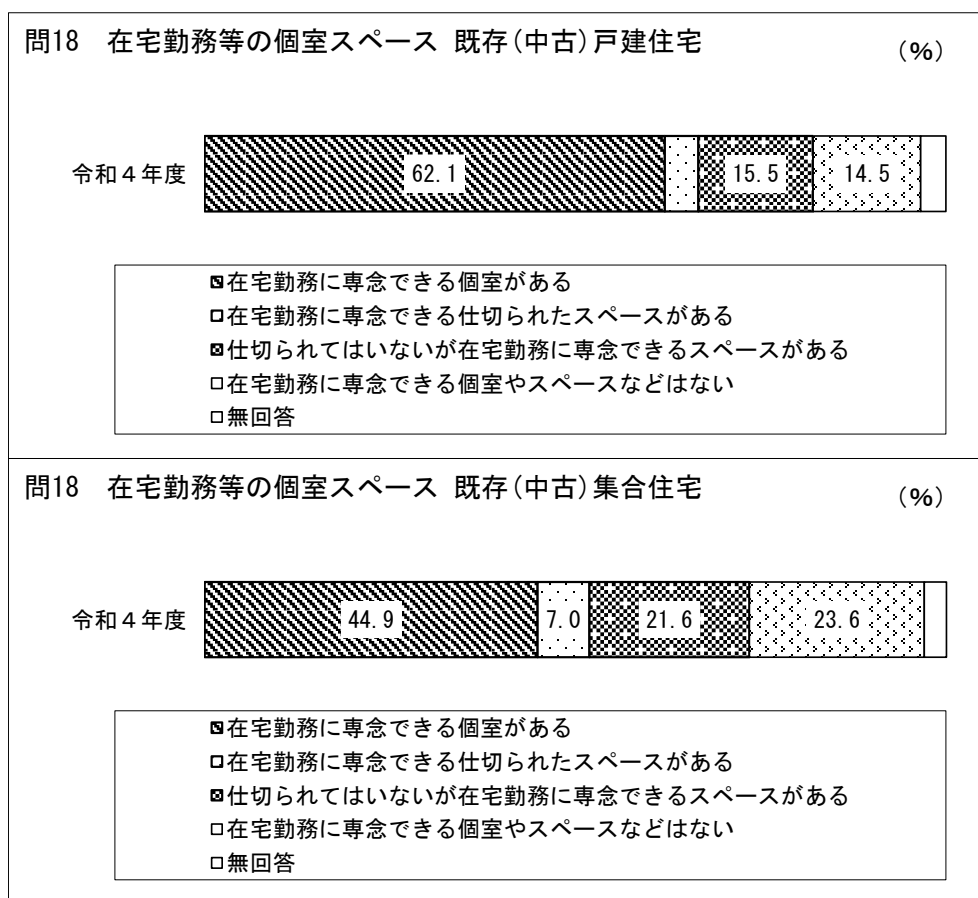 問18 在宅勤務等の個室スペース 既存(中古)戸建住宅 (%)
令和4年度 62.1 15.5 14.5
在宅勤務に専念できる個室がある
在宅勤務に専念できる仕切られたスペースがある
仕切られてはいないが在宅勤務に専念できるスペースがある
在宅勤務に専念できる個室やスペースなどはない
無回答
問18 在宅勤務等の個室スペース 既存(中古)集合住宅 (%)
令和4年度 44.9 7.0 21.6 23.6
在宅勤務に専念できる個室がある
在宅勤務に専念できる仕切られたスペースがある
仕切られてはいないが在宅勤務に専念できるスペースがある
在宅勤務に専念できる個室やスペースなどはない
無回答